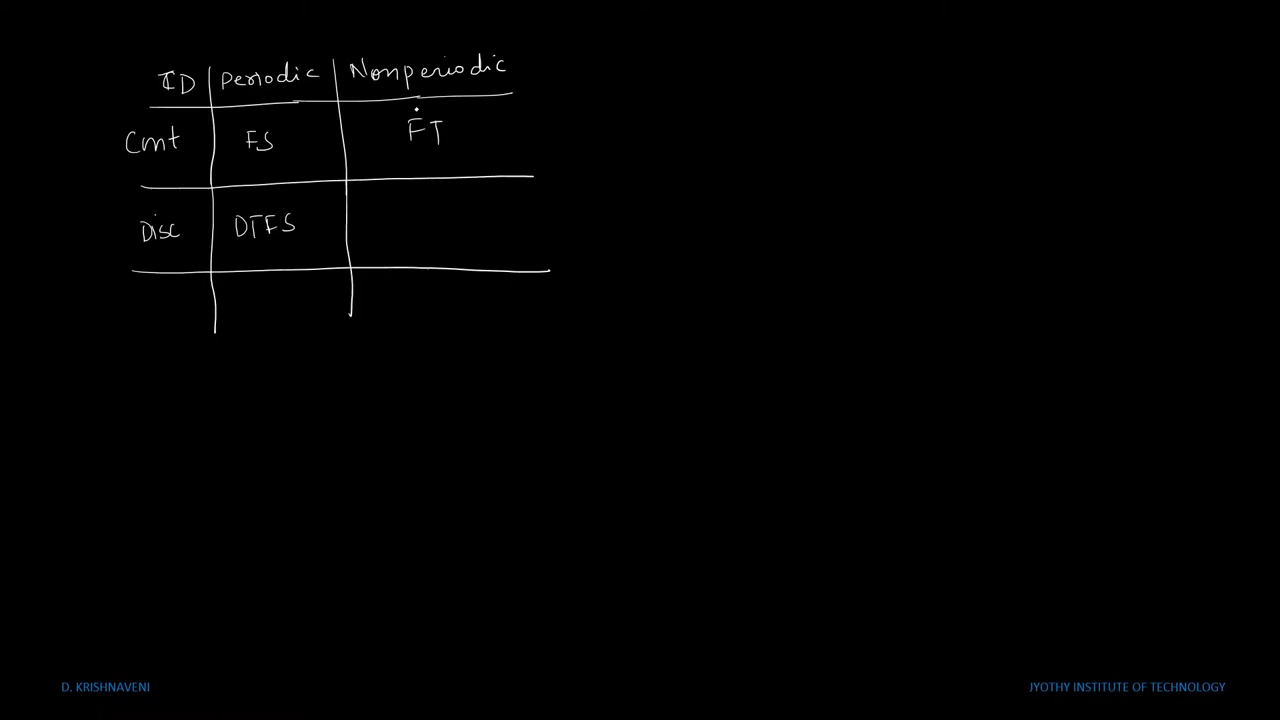 TD Periodic Nonperiodic
Cont FS FT
Disc DTFS
D. KRISHNAVENI
JYOTHY INSTITUTE OF TECHNOLOGY